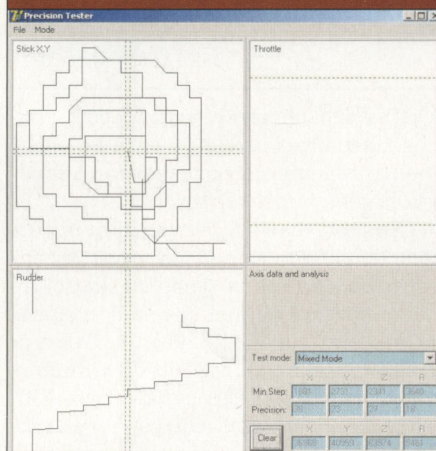 Precision Tester
File Mode
Stick X,Y
Throttle
Rudder
Axis data and analysis
Test mode: Mixed Mode
X Y Z R
Min Step:
Precision:
X Y Z R
Clear